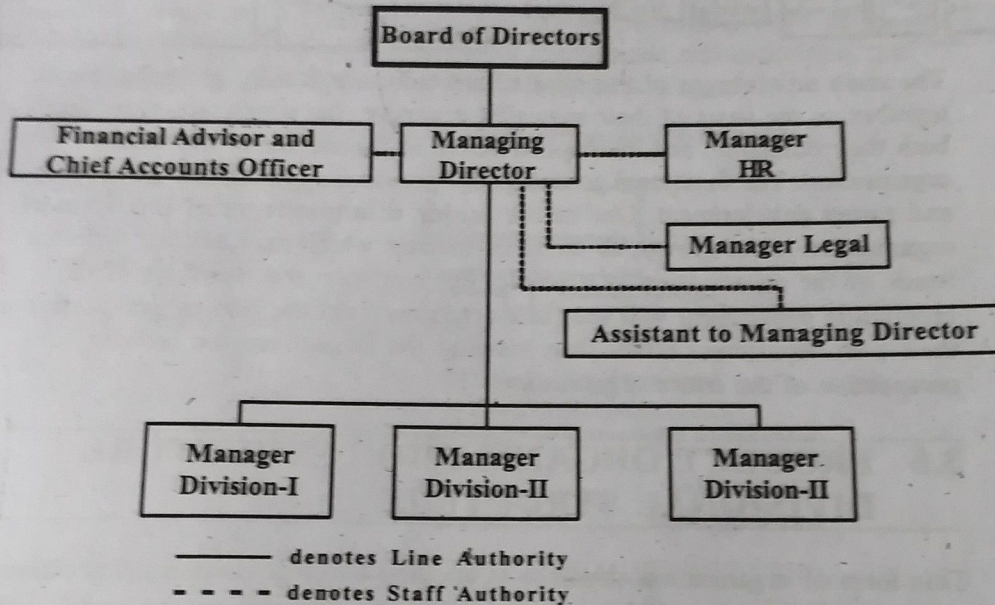 Board of Directors
Financial Advisor and
Chief Accounts Officer
Managing
Director
Manager
HR
Manager Legal
Assistant to Managing Director
Manager
Division-I
Manager
Division-II
Manager
Division-II
denotes Line Authority
denotes Staff Authority